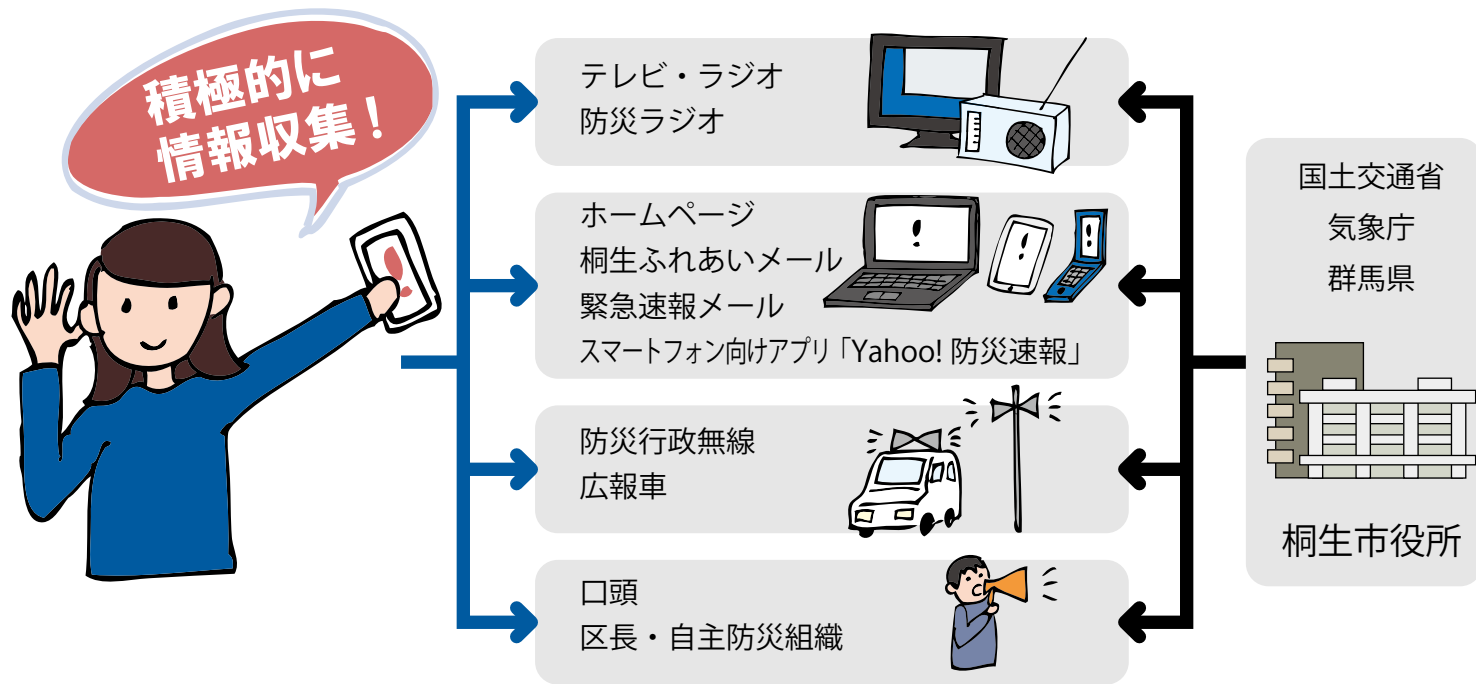 積極的に
情報収集！
テレビ・ラジオ
防災ラジオ
ホームページ
桐生ふれあいメール
緊急速報メール
スマートフォン向けアプリ「Yahoo! 防災速報」
防災行政無線
広報車
口頭
区長・自主防災組織
国土交通省
気象庁
群馬県
桐生市役所